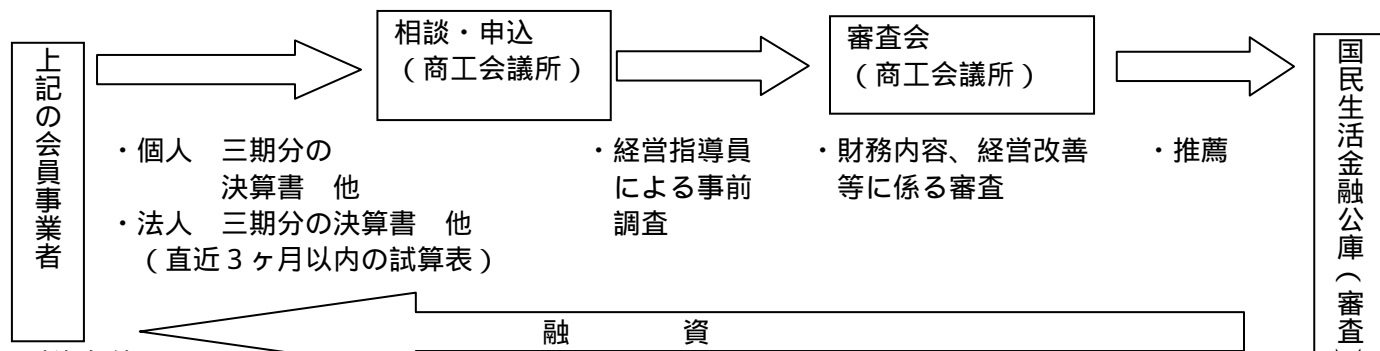 上記の会員事業者
相談・申込
(商工会議所)
審査会
(商工会議所)
国民生活金融公庫(審査
・個人 三期分の
決算書 他
・法人 三期分の決算書 他
(直近3ヶ月以内の試算表)
・経営指導員
による事前
調査
・財務内容、経営改善
等に係る審査
・推薦
融 資